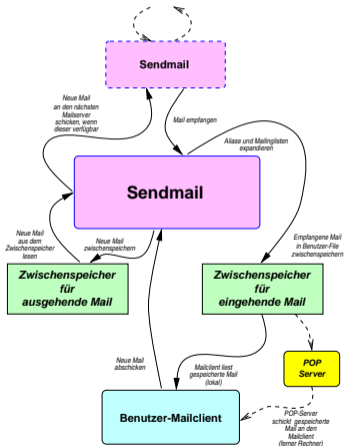 Sendmail
Neue Mail
an den nächsten
Mailserver
schicken, wenn
dieser verfügbar
Mail empfangen
Aliase und Mailinglisten
expandieren
Sendmail
Neue Mail
aus dem
Zwischenspeicher
lesen
Neue Mail
zwischenspeichern
Empfangene Mail
in Benutzer-File
zwischenspeichern
Zwischenspeicher
für
ausgehende Mail
Zwischenspeicher
für
eingehende Mail
Neue Mail
abschicken
Mailclient liest
gespeicherte Mail
(lokal)
POP
Server
Benutzer-Mailclient
POP-Server
schickt gespeicherte
Mail an den
Mailclient
(ferner Rechner)